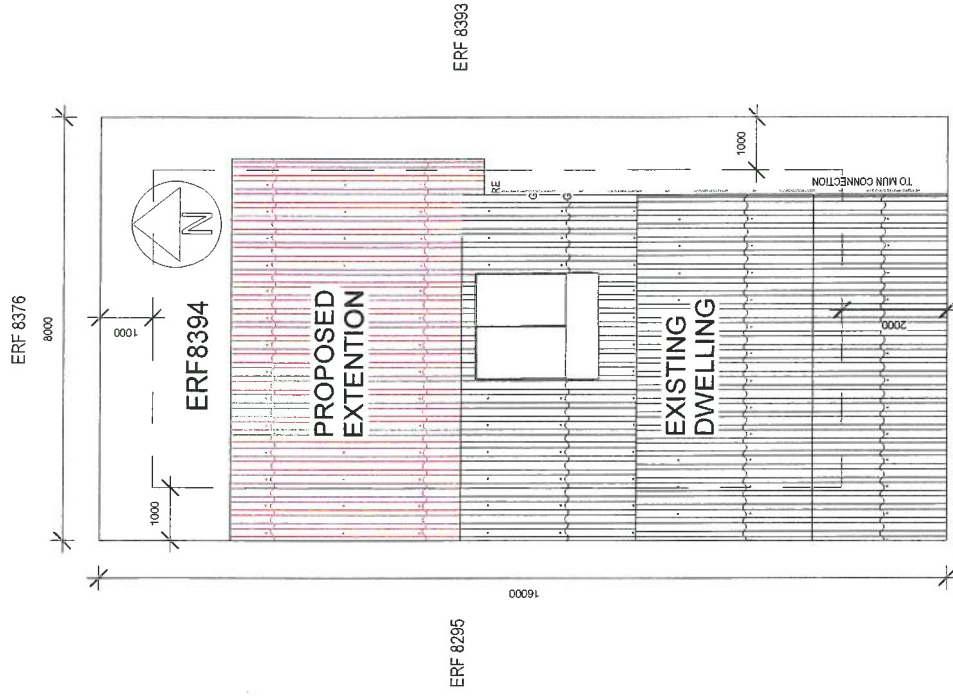 ERF 8376
8000
ERF 8393
1000
N
ERF8394
PROPOSED
EXTENTION
1000
1000
RE
G
G
TO MUN CONNECTION
EXISTING
DWELLING
2000
16000
ERF 8295